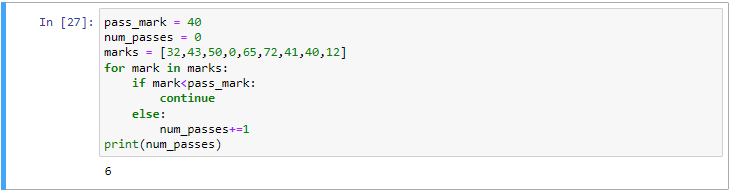 In [27]: pass_mark = 40
num_passes = 0
marks = [32,43,50,0,65,72,41,40,12]
for mark in marks:
    if mark<pass_mark:
        continue
    else:
        num_passes+=1
print(num_passes)
6